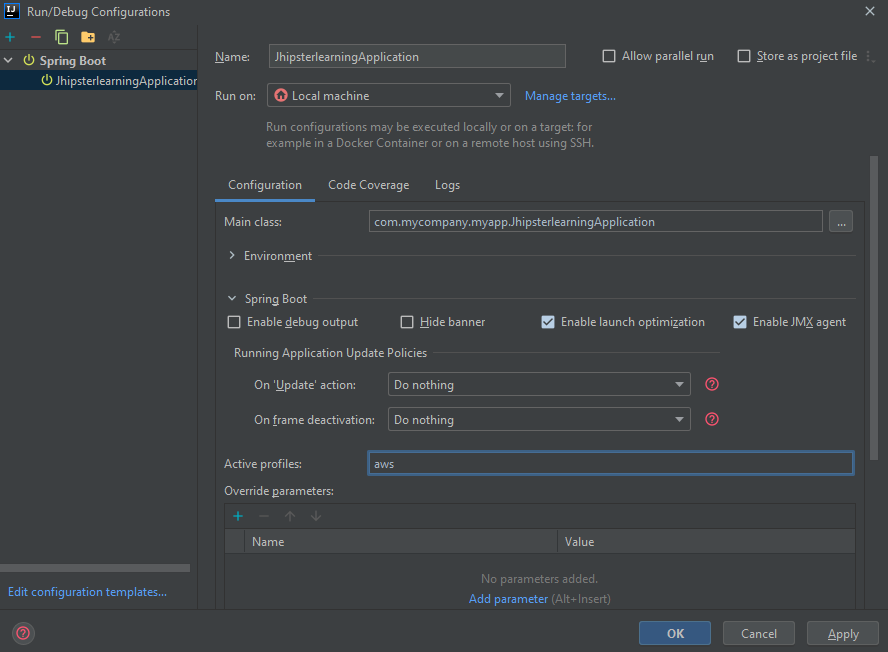 IJ Run/Debug Configurations
Spring Boot
JhipsterlearningApplication
Edit configuration templates...
Name: JhipsterlearningApplication Allow parallel run Store as project file
Run on: Local machine Manage targets...
Run configurations may be executed locally or on a target: for
example in a Docker Container or on a remote host using SSH.
Configuration Code Coverage Logs
Main class: com.mycompany.myapp.JhipsterlearningApplication ...
Environment
Spring Boot
Enable debug output Hide banner Enable launch optimization Enable JMX agent
Running Application Update Policies
On 'Update' action: Do nothing ?
On frame deactivation: Do nothing ?
Active profiles: aws
Override parameters:
Name Value
No parameters added.
Add parameter (Alt+Insert)
? OK Cancel Apply